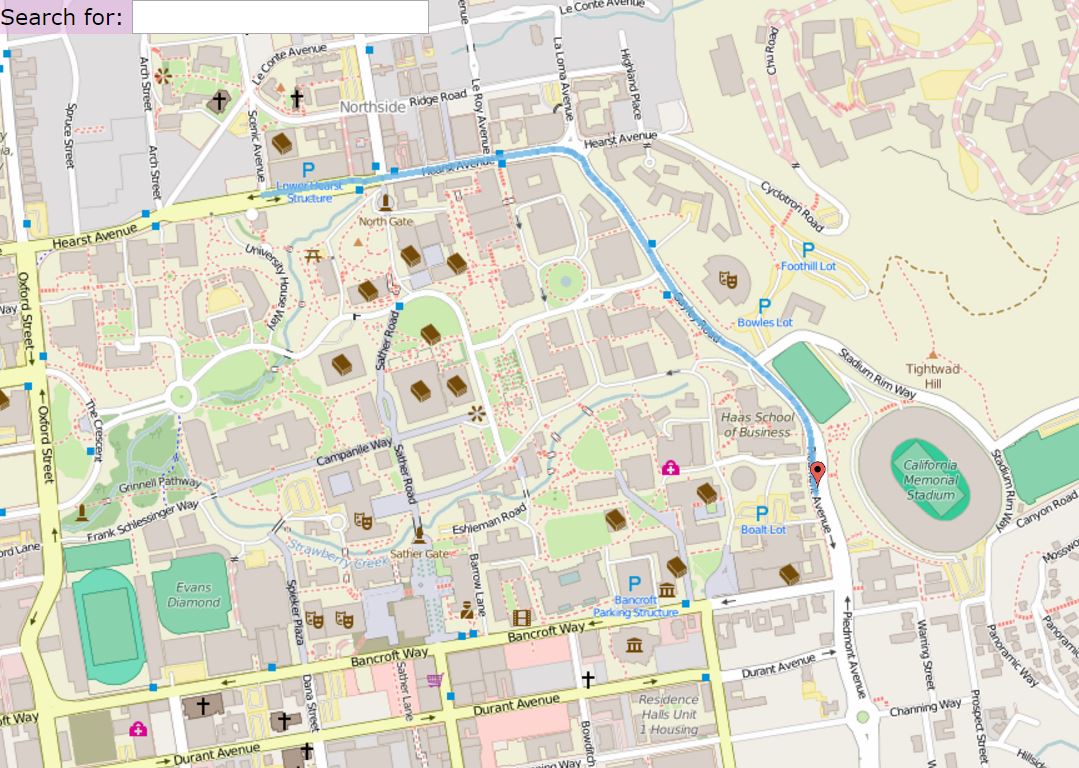 Search for:
Le Conte Avenue
Le Conte Avenue
La Loma Avenue
Highland Place
Chu Road
Arch Street
Arch Street
Spruce Street
Scenic Avenue
Northside
Ridge Road
Le Roy Avenue
Hearst Avenue
Hearst Avenue
Hearst Avenue
P
Lower Hearst
Structure
Cyclotron Road
North Gate
University House Way
P
Foothill Lot
P
Bowles Lot
Oxford Street
Oxford Street
Gayley Road
Sather Road
Sather Road
Stadium Rim Way
Stadium Rim Way
Tightwad
Hill
The Crescent
Haas School
of Business
Campanile Way
Grinnell Pathway
Frank Schlessinger Way
California
Memorial
Stadium
Piedmont Avenue
Canyon Road
P
Boalt Lot
Eshleman Road
Sather Gate
Strawberry Creek
Evans
Diamond
Spieker Plaza
Barrow Lane
P
Bancroft
Parking Structure
Bancroft Way
Bancroft Way
Piedmont Avenue
Warring Street
Panoramic Way
Durant Avenue
Durant Avenue
Durant Avenue
Dana Street
Sather Lane
Residence
Halls Unit
1 Housing
Channing Way
Prospect Street